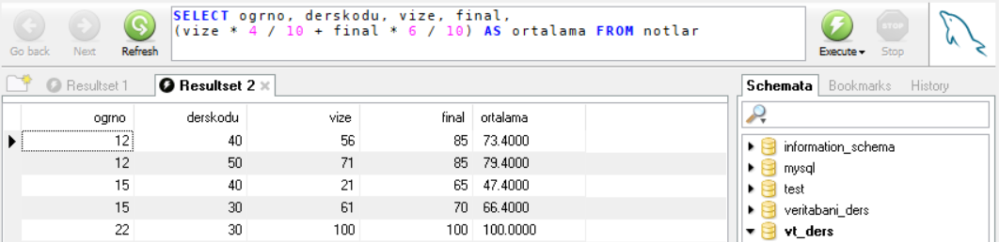 SELECT ogrno, derskodu, vize, final,
(vize * 4 / 10 + final * 6 / 10) AS ortalama FROM notlar
Go back Next Refresh Execute STOP Stop
Resultset 1 Resultset 2
ogrno derskodu vize final ortalama
12 40 56 85 73.4000
12 50 71 85 79.4000
15 40 21 65 47.4000
15 30 61 70 66.4000
22 30 100 100 100.0000
Schemata Bookmarks History
information_schema
mysql
test
veritabani_ders
vt_ders